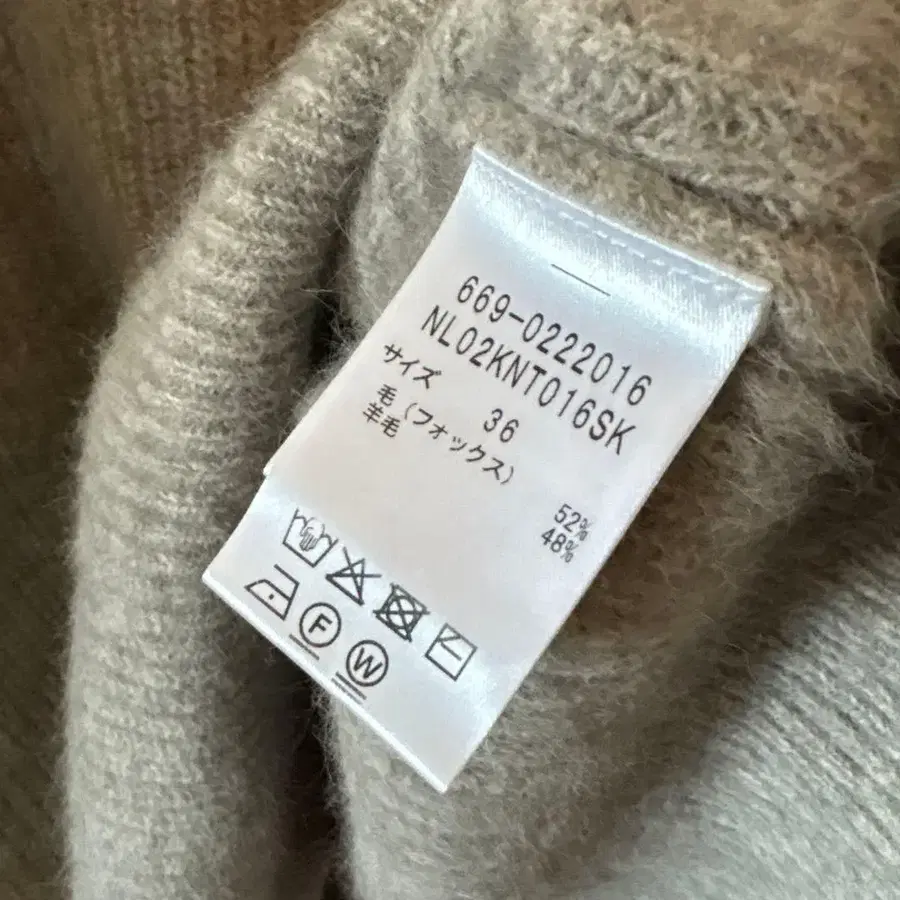 669-0222016
NL02KNT016SK
サイズ 36
毛(フォックス) 52%
羊毛 48%
F
W